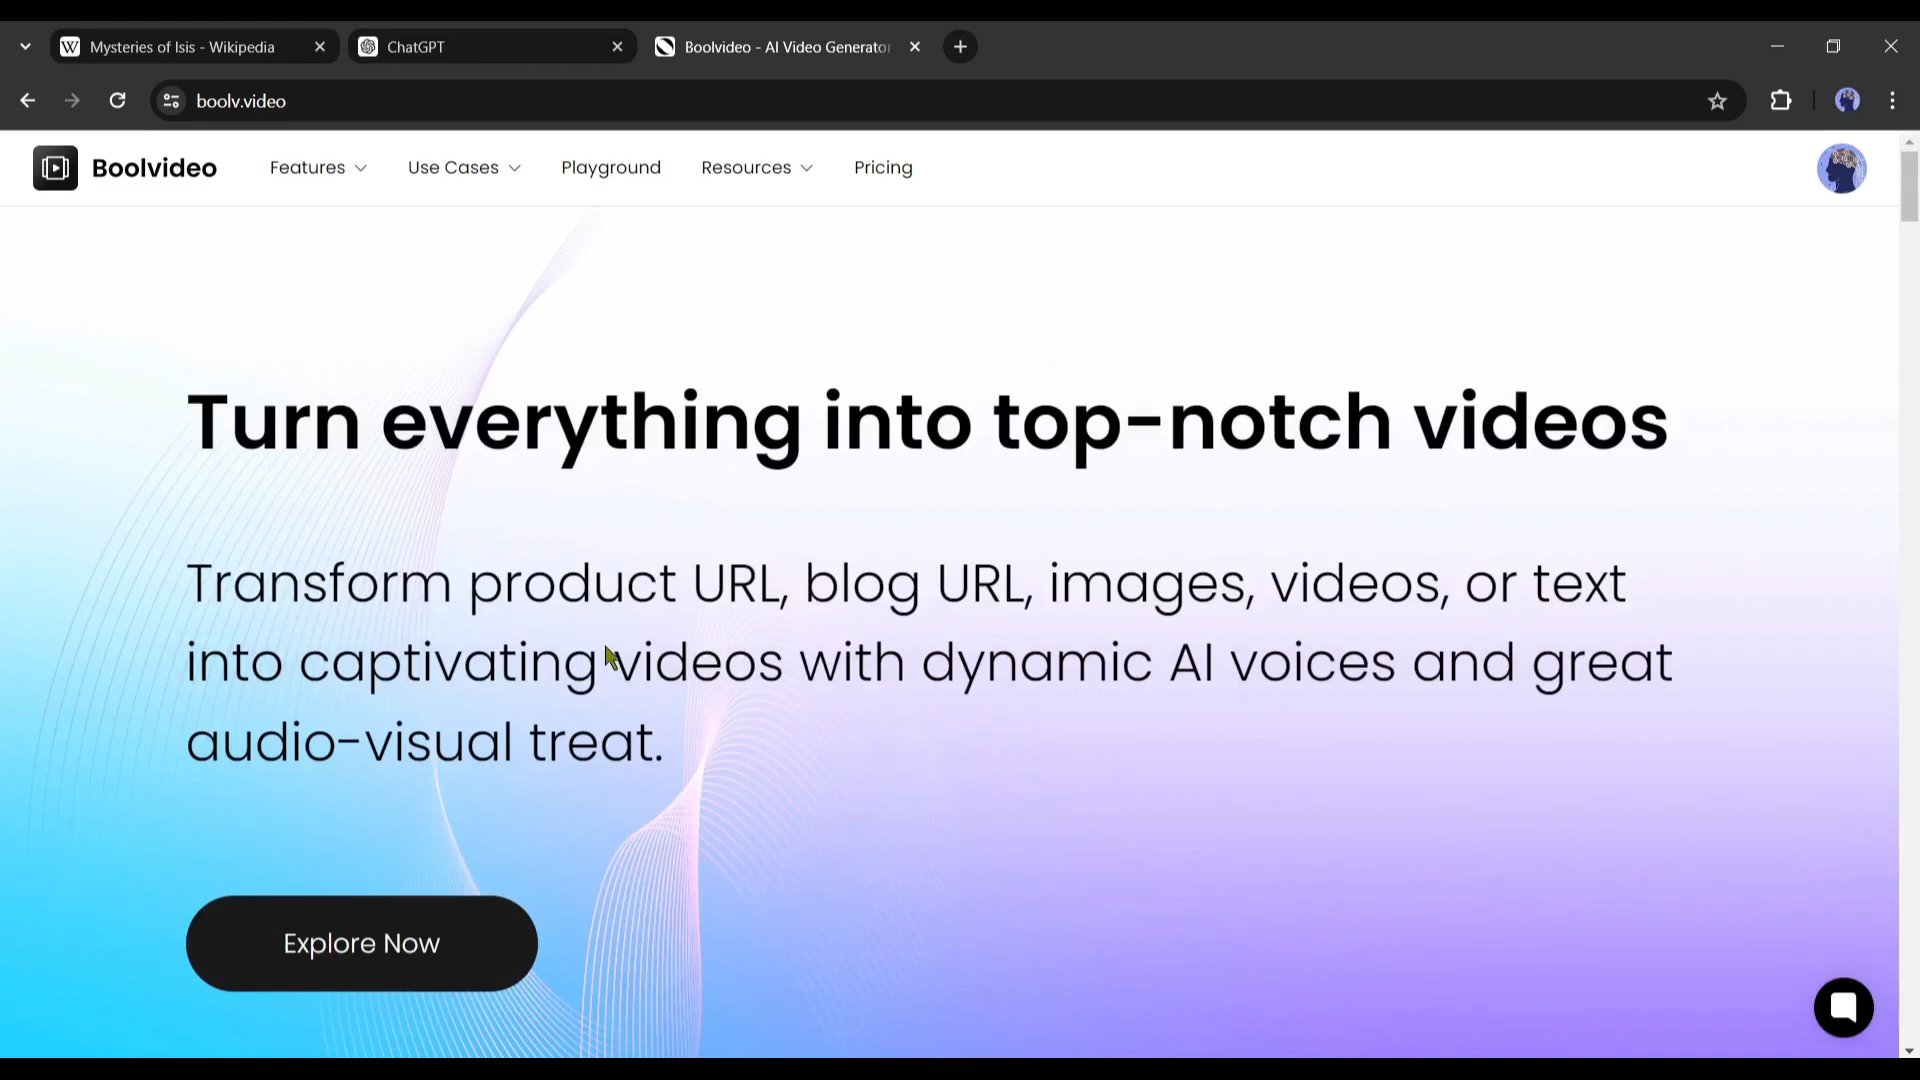 Mysteries of Isis - Wikipedia
ChatGPT
Boolvideo - AI Video Generator
boolv.video
Boolvideo
Features
Use Cases
Playground
Resources
Pricing
Turn everything into top-notch videos
Transform product URL, blog URL, images, videos, or text
into captivating videos with dynamic AI voices and great
audio-visual treat.
Explore Now